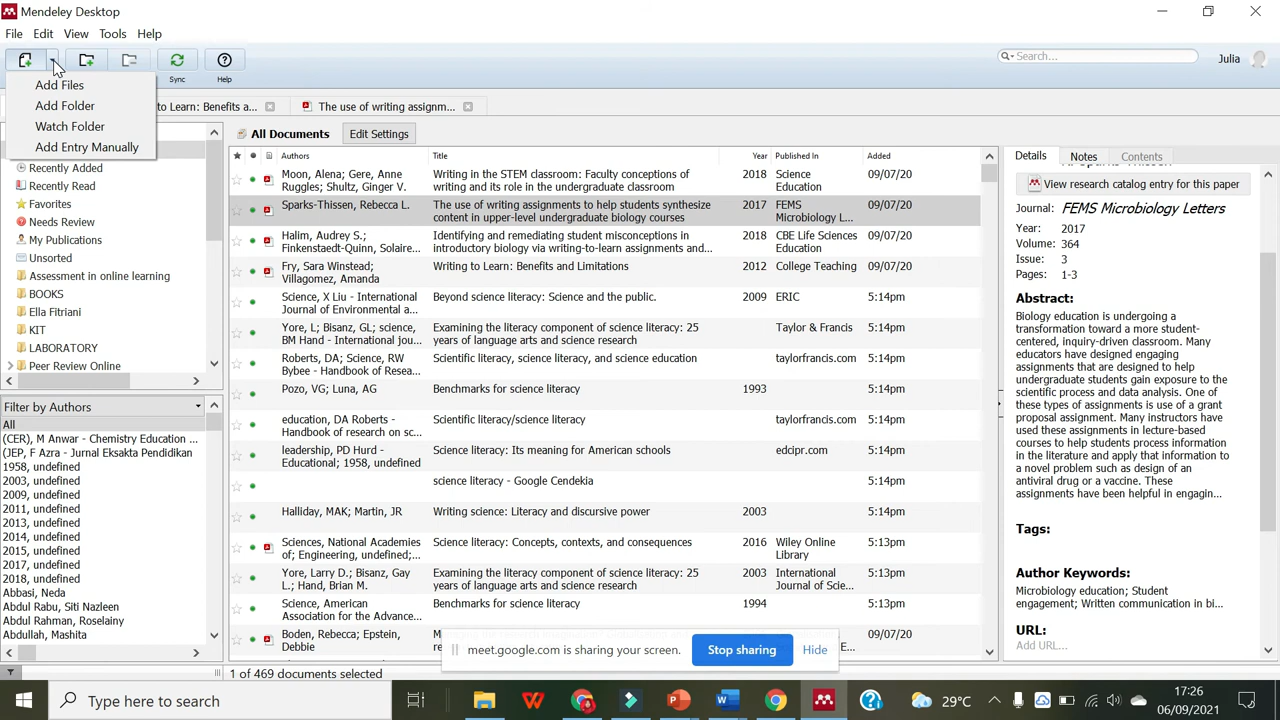 Mendeley Desktop
File Edit View Tools Help
Sync Help
Search...
Julia
Add Files
Add Folder
Watch Folder
Add Entry Manually
to Learn: Benefits a...
The use of writing assignm...
Recently Added
Recently Read
Favorites
Needs Review
My Publications
Unsorted
Assessment in online learning
BOOKS
Ella Fitriani
KIT
LABORATORY
Peer Review Online
Filter by Authors
All
(CER), M Anwar - Chemistry Education ...
(JEP, F Azra - Jurnal Eksakta Pendidikan
1958, undefined
2003, undefined
2009, undefined
2011, undefined
2013, undefined
2014, undefined
2015, undefined
2017, undefined
2018, undefined
Abbasi, Neda
Abdul Rabu, Siti Nazleen
Abdul Rahman, Roselainy
Abdullah, Mashita
All Documents Edit Settings
Authors Title Year Published In Added
Moon, Alena; Gere, Anne Writing in the STEM classroom: Faculty conceptions of 2018 Science 09/07/20
Ruggles; Shultz, Ginger V. writing and its role in the undergraduate classroom Education
Sparks-Thissen, Rebecca L. The use of writing assignments to help students synthesize 2017 FEMS 09/07/20
content in upper-level undergraduate biology courses Microbiology L...
Halim, Audrey S.; Identifying and remediating student misconceptions in 2018 CBE Life Sciences 09/07/20
Finkenstaedt-Quinn, Solaire... introductory biology via writing-to-learn assignments and... Education
Fry, Sara Winstead; Writing to Learn: Benefits and Limitations 2012 College Teaching 09/07/20
Villagomez, Amanda
Science, X Liu - International Beyond science literacy: Science and the public. 2009 ERIC 5:14pm
Journal of Environmental a...
Yore, L; Bisanz, GL; science, Examining the literacy component of science literacy: 25 Taylor & Francis 5:14pm
BM Hand - International jou... years of language arts and science research
Roberts, DA; Science, RW Scientific literacy, science literacy, and science education taylorfrancis.com 5:14pm
Bybee - Handbook of Resea...
Pozo, VG; Luna, AG Benchmarks for science literacy 1993 5:14pm
education, DA Roberts - Scientific literacy/science literacy taylorfrancis.com 5:14pm
Handbook of research on sc...
leadership, PD Hurd - Science literacy: Its meaning for American schools edcipr.com 5:14pm
Educational; 1958, undefined
science literacy - Google Cendekia 5:14pm
Halliday, MAK; Martin, JR Writing science: Literacy and discursive power 2003 5:14pm
Sciences, National Academies Science literacy: Concepts, contexts, and consequences 2016 Wiley Online 5:13pm
of; Engineering, undefined;... Library
Yore, Larry D.; Bisanz, Gay Examining the literacy component of science literacy: 25 2003 International 5:13pm
L.; Hand, Brian M. years of language arts and science research Journal of Scie...
Science, American Benchmarks for science literacy 1994 5:13pm
Association for the Advance...
Boden, Rebecca; Epstein, 09/07/20
Debbie
1 of 469 documents selected
Details Notes Contents
View research catalog entry for this paper
Journal: FEMS Microbiology Letters
Year: 2017
Volume: 364
Issue: 3
Pages: 1-3
Abstract:
Biology education is undergoing a
transformation toward a more student-
centered, inquiry-driven classroom. Many
educators have designed engaging
assignments that are designed to help
undergraduate students gain exposure to the
scientific process and data analysis. One of
these types of assignments is use of a grant
proposal assignment. Many instructors have
used these assignments in lecture-based
courses to help students process information
in the literature and apply that information to
a novel problem such as design of an
antiviral drug or a vaccine. These
assignments have been helpful in engagin...
Tags:
Author Keywords:
Microbiology education; Student
engagement; Written communication in bi...
URL:
Add URL...
meet.google.com is sharing your screen. Stop sharing Hide
Type here to search
29°C
17:26
06/09/2021